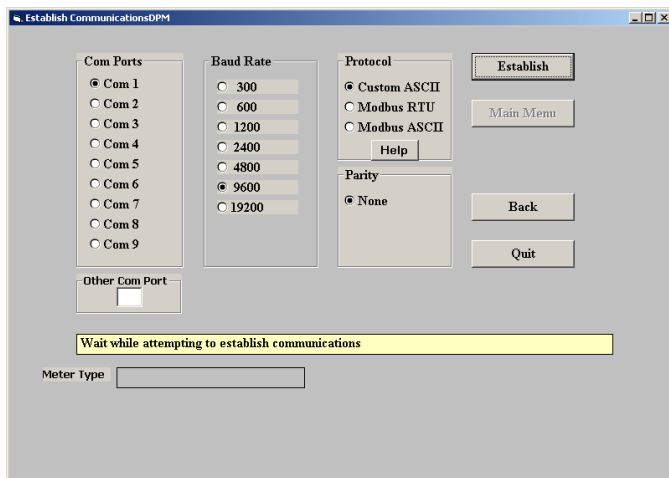 Establish CommunicationsDPM
Com Ports
Com 1
Com 2
Com 3
Com 4
Com 5
Com 6
Com 7
Com 8
Com 9
Other Com Port
Baud Rate
300
600
1200
2400
4800
9600
19200
Protocol
Custom ASCII
Modbus RTU
Modbus ASCII
Help
Parity
None
Establish
Main Menu
Back
Quit
Wait while attempting to establish communications
Meter Type